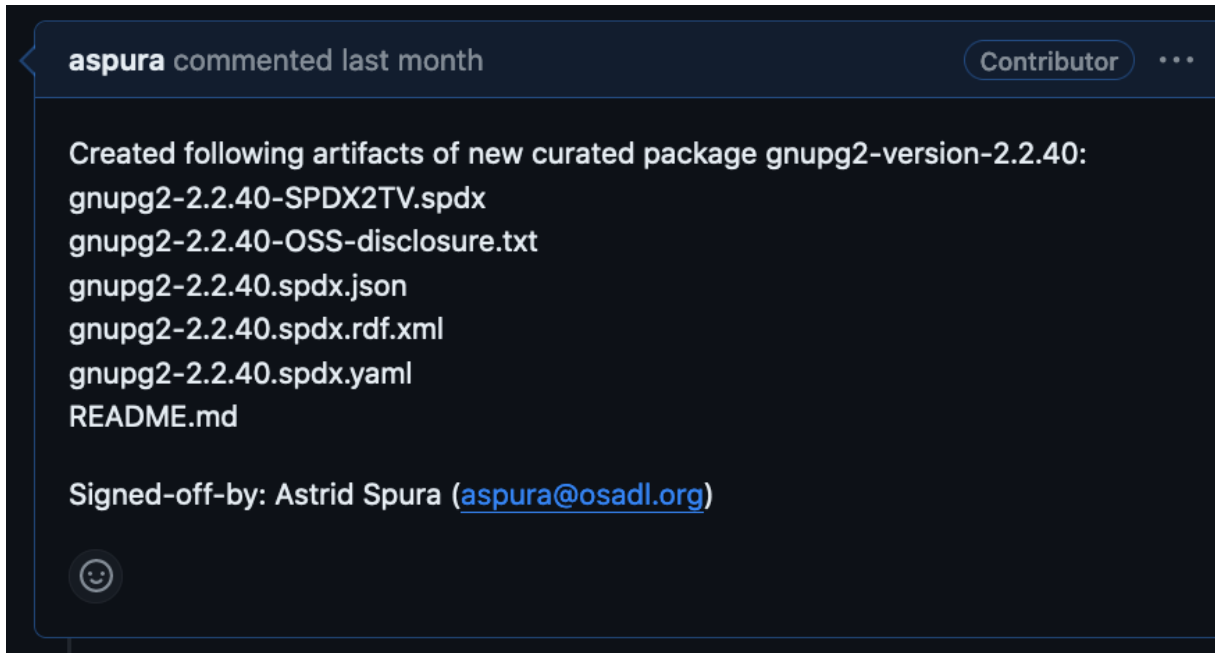 aspura commented last month Contributor
Created following artifacts of new curated package gnupg2-version-2.2.40:
gnupg2-2.2.40-SPDX2TV.spdx
gnupg2-2.2.40-OSS-disclosure.txt
gnupg2-2.2.40.spdx.json
gnupg2-2.2.40.spdx.rdf.xml
gnupg2-2.2.40.spdx.yaml
README.md
Signed-off-by: Astrid Spura (aspura@osadl.org)